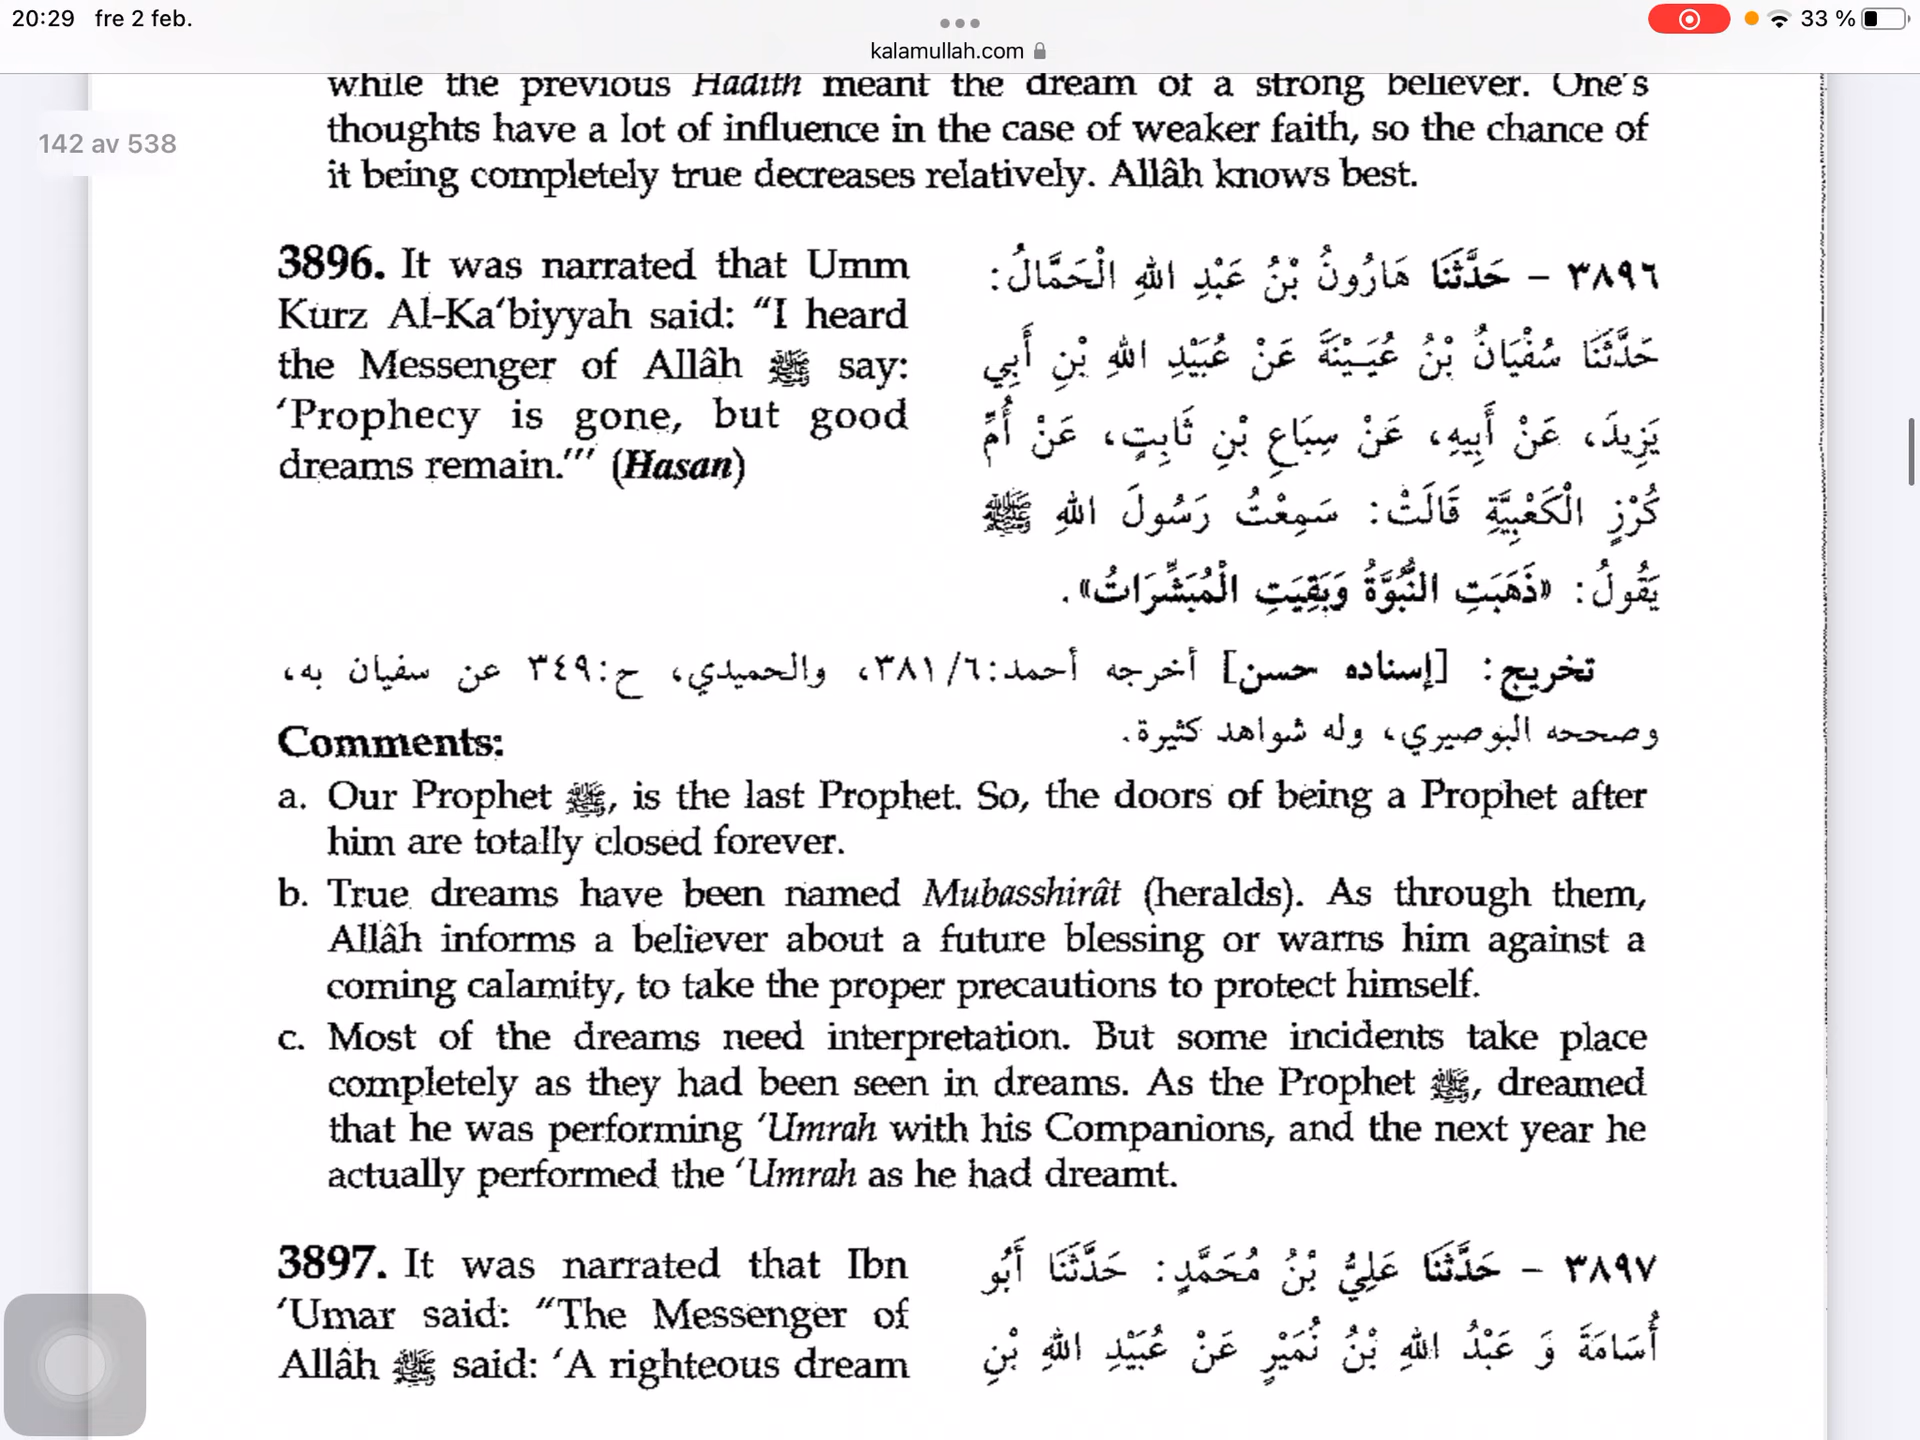 20:29 fre 2 feb.
33 %
kalamullah.com
142 av 538
while the previous Hadith meant the dream of a strong believer. One's
thoughts have a lot of influence in the case of weaker faith, so the chance of
it being completely true decreases relatively. Allâh knows best.
3896. It was narrated that Umm
Kurz Al-Ka‘biyyah said: “I heard
the Messenger of Allâh ﷺ say:
‘Prophecy is gone, but good
dreams remain.’” (Hasan)
٣٨٩٦ – حَدَّثَنَا هَارُونُ بْنُ عَبْدِ اللهِ الْحَمَّالُ:
حَدَّثَنَا سُفْيَانُ بْنُ عُيَيْنَةَ عَنْ عُبَيْدِ اللهِ بْنِ أَبِي
يَزِيدَ، عَنْ أَبِيهِ، عَنْ سِبَاعِ بْنِ ثَابِتٍ، عَنْ أُمِّ
كُرْزٍ الْكَعْبِيَّةِ قَالَتْ: سَمِعْتُ رَسُولَ اللهِ ﷺ
يَقُولُ: «ذَهَبَتِ النُّبُوَّةُ وَبَقِيَتِ الْمُبَشِّرَاتُ».
تخريج: [إسناده حسن] أخرجه أحمد:٦/ ٣٨١، والحميدي، ح:٣٤٩ عن سفيان به،
وصححه البوصيري، وله شواهد كثيرة.
Comments:
a. Our Prophet ﷺ, is the last Prophet. So, the doors of being a Prophet after
him are totally closed forever.
b. True dreams have been named Mubasshirât (heralds). As through them,
Allâh informs a believer about a future blessing or warns him against a
coming calamity, to take the proper precautions to protect himself.
c. Most of the dreams need interpretation. But some incidents take place
completely as they had been seen in dreams. As the Prophet ﷺ, dreamed
that he was performing ‘Umrah with his Companions, and the next year he
actually performed the ‘Umrah as he had dreamt.
3897. It was narrated that Ibn
‘Umar said: “The Messenger of
Allâh ﷺ said: ‘A righteous dream
٣٨٩٧ – حَدَّثَنَا عَلِيُّ بْنُ مُحَمَّدٍ: حَدَّثَنَا أَبُو
أُسَامَةَ وَ عَبْدُ اللهِ بْنُ نُمَيْرٍ عَنْ عُبَيْدِ اللهِ بْنِ